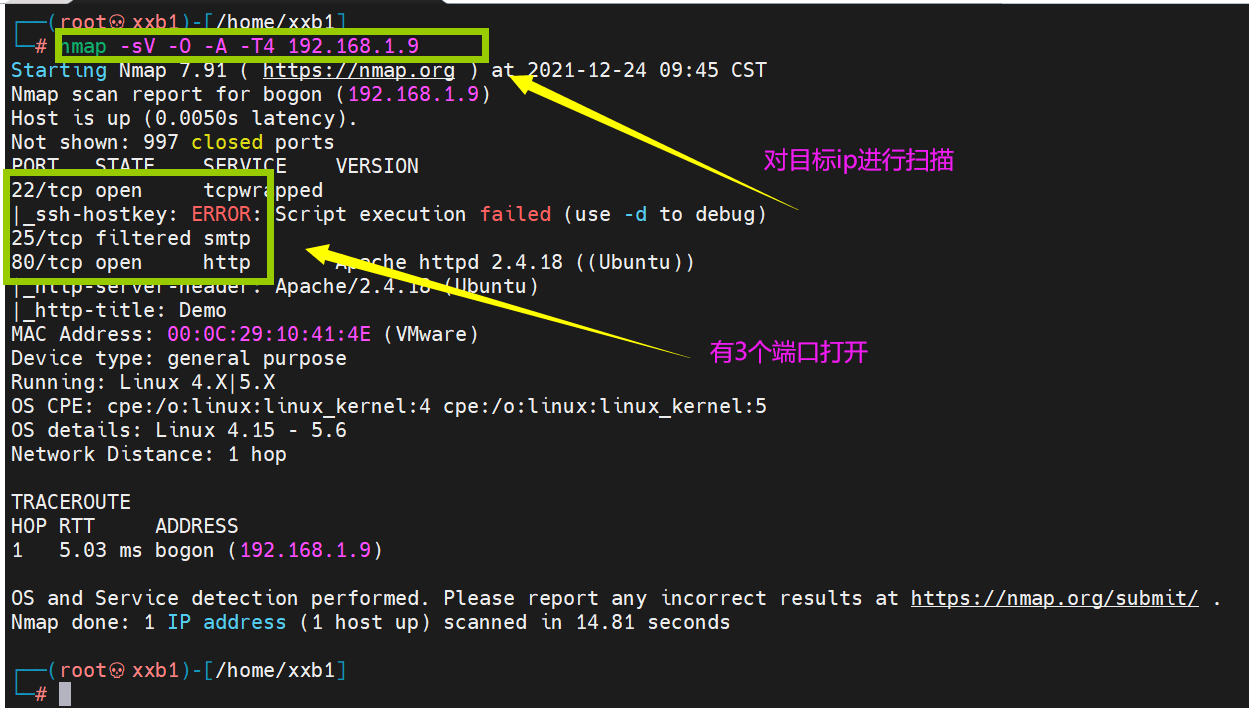 ┌──(root💀xxb1)-[/home/xxb1]
└─# nmap -sV -O -A -T4 192.168.1.9
Starting Nmap 7.91 ( https://nmap.org ) at 2021-12-24 09:45 CST
Nmap scan report for bogon (192.168.1.9)
Host is up (0.0050s latency).
Not shown: 997 closed ports
PORT   STATE    SERVICE    VERSION
对目标ip进行扫描
22/tcp open     tcpwrapped
|_ssh-hostkey: ERROR: Script execution failed (use -d to debug)
25/tcp filtered smtp
80/tcp open     http       Apache httpd 2.4.18 ((Ubuntu))
|_http-server-header: Apache/2.4.18 (Ubuntu)
|_http-title: Demo
MAC Address: 00:0C:29:10:41:4E (VMware)
有3个端口打开
Device type: general purpose
Running: Linux 4.X|5.X
OS CPE: cpe:/o:linux:linux_kernel:4 cpe:/o:linux:linux_kernel:5
OS details: Linux 4.15 - 5.6
Network Distance: 1 hop
TRACEROUTE
HOP RTT     ADDRESS
1   5.03 ms bogon (192.168.1.9)
OS and Service detection performed. Please report any incorrect results at https://nmap.org/submit/ .
Nmap done: 1 IP address (1 host up) scanned in 14.81 seconds
┌──(root💀xxb1)-[/home/xxb1]
└─#